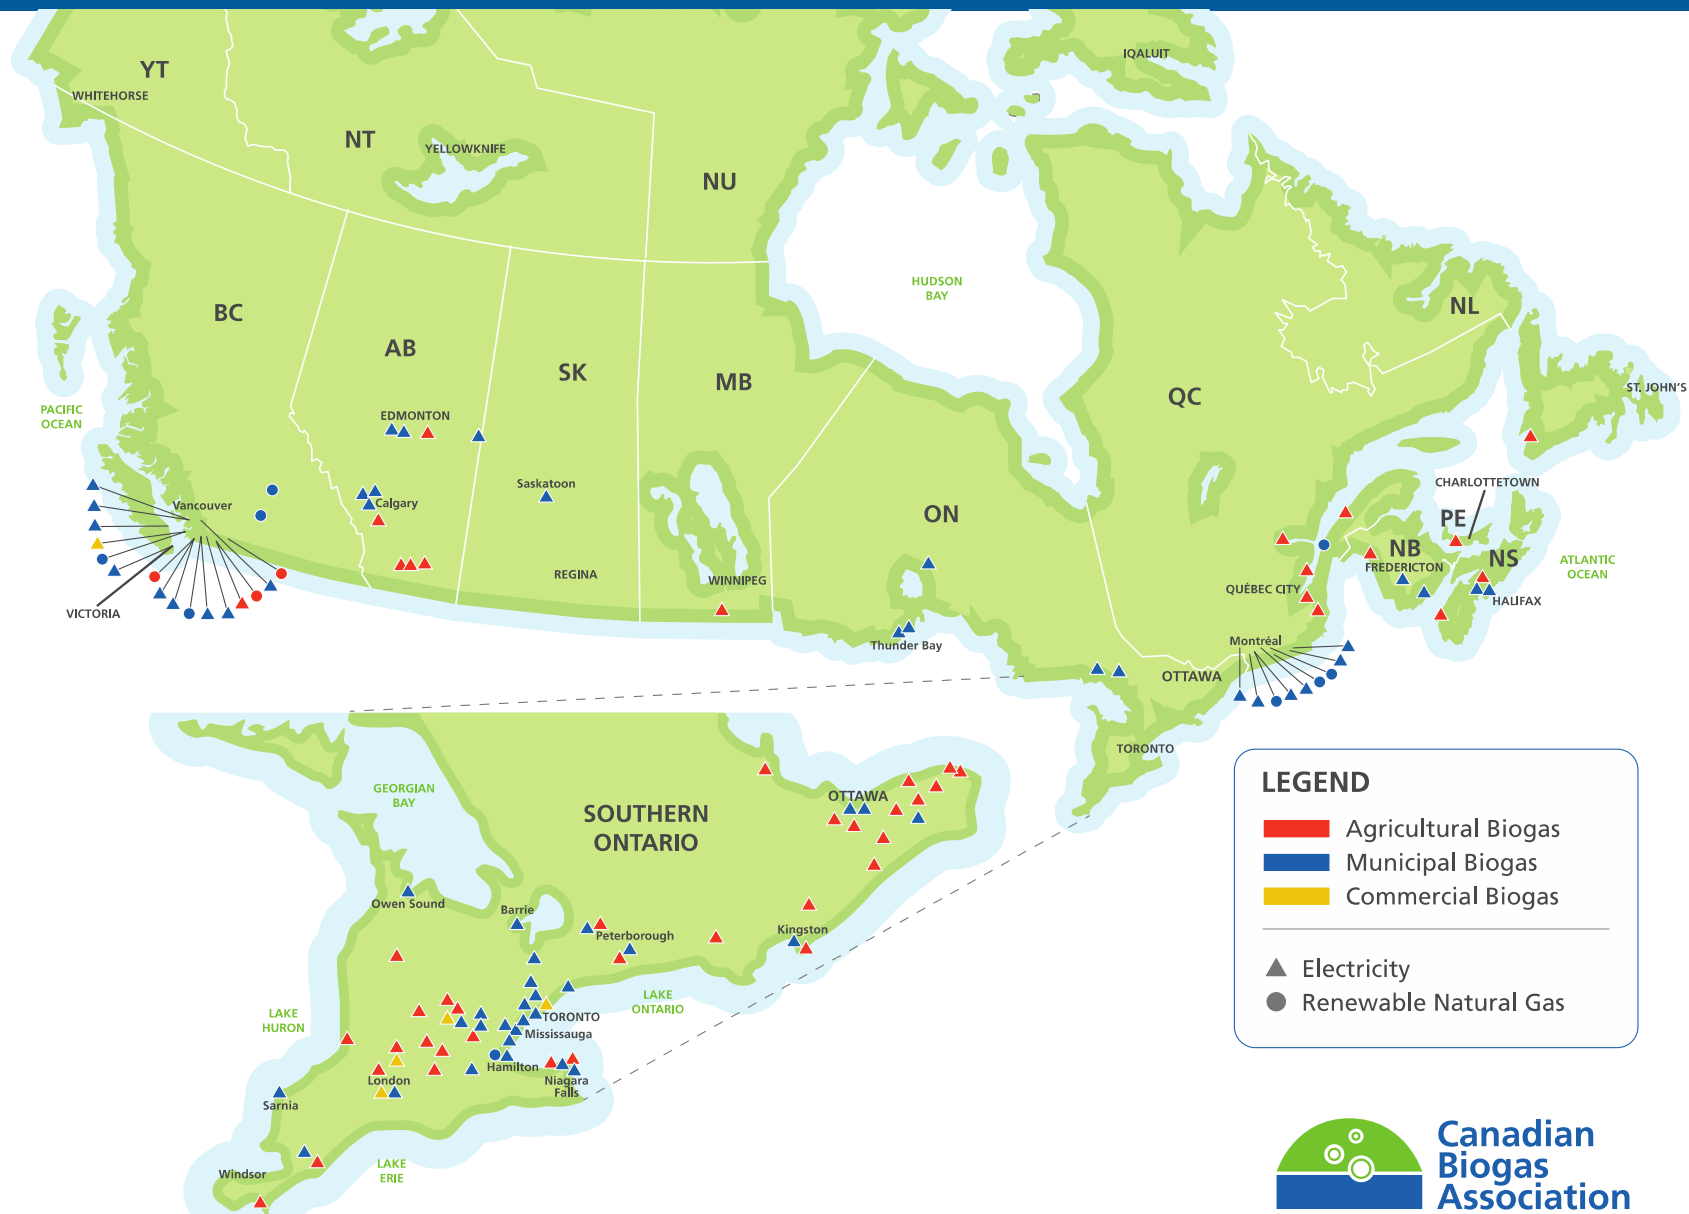 IQALUIT
YT
WHITEHORSE
NT
YELLOWKNIFE
NU
HUDSON
BAY
BC
NL
AB
SK
MB
QC
ST. JOHN'S
PACIFIC
OCEAN
EDMONTON
Saskatoon
CHARLOTTETOWN
Vancouver
Calgary
ON
PE
NB
NS
ATLANTIC
OCEAN
FREDERICTON
REGINA
WINNIPEG
QUÉBEC CITY
HALIFAX
VICTORIA
Thunder Bay
Montréal
OTTAWA
TORONTO
GEORGIAN
BAY
SOUTHERN
ONTARIO
OTTAWA
Owen Sound
Barrie
Peterborough
Kingston
LAKE
HURON
LAKE
ONTARIO
TORONTO
Mississauga
Hamilton
London
Niagara
Falls
Sarnia
Windsor
LAKE
ERIE
LEGEND
Agricultural Biogas
Municipal Biogas
Commercial Biogas
Electricity
Renewable Natural Gas
Canadian
Biogas
Association